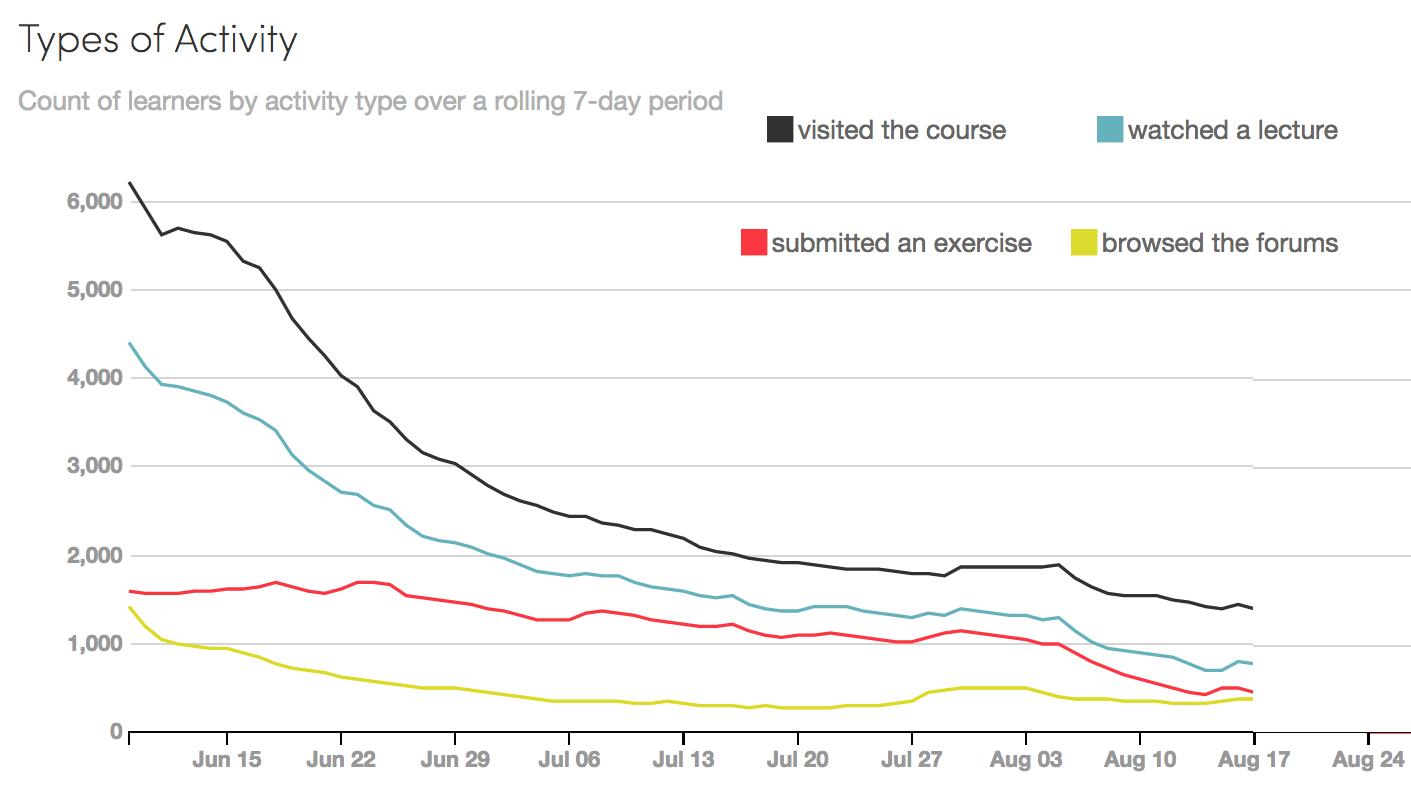 Types of Activity
Count of learners by activity type over a rolling 7-day period
visited the course
watched a lecture
submitted an exercise
browsed the forums
6,000
5,000
4,000
3,000
2,000
1,000
0
Jun 15 Jun 22 Jun 29 Jul 06 Jul 13 Jul 20 Jul 27 Aug 03 Aug 10 Aug 17 Aug 24